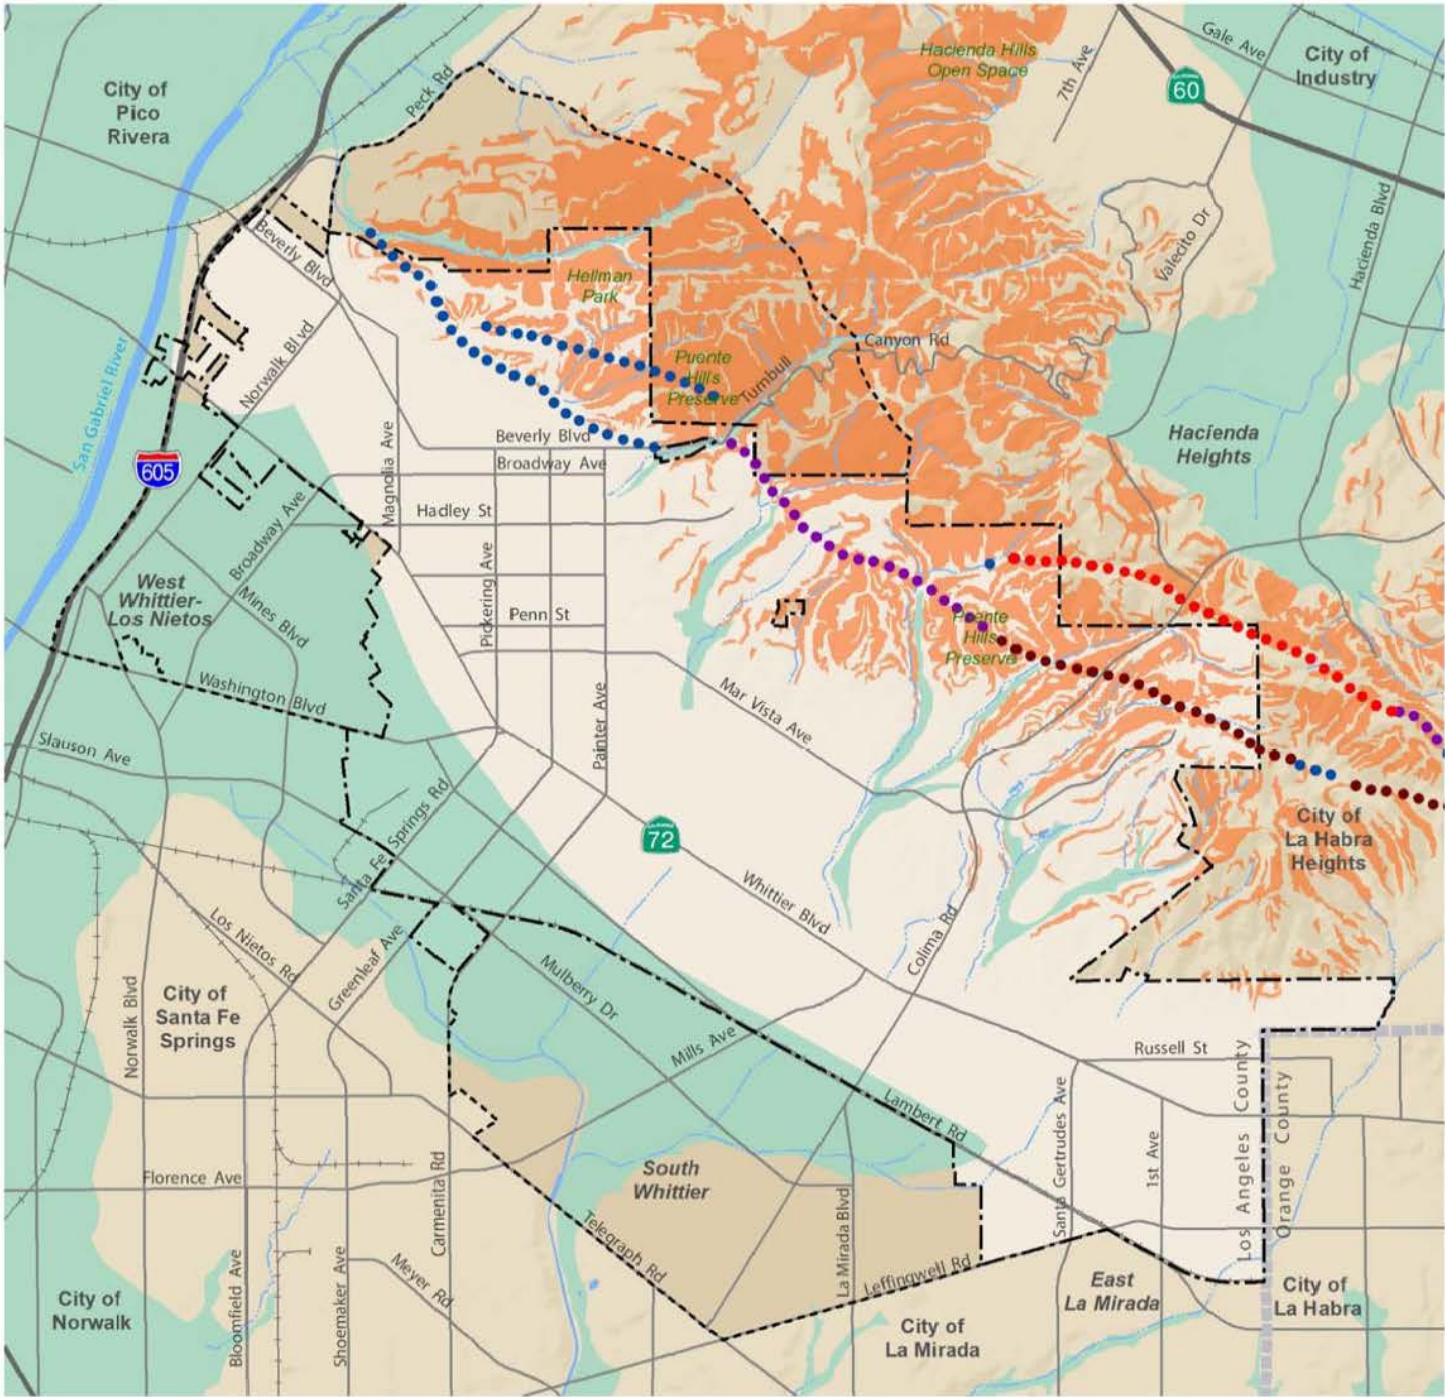 Hacienda Hills
Open Space
Gale Ave
City of
Industry
7th Ave
60
City of
Pico
Rivera
Peck Rd
Hacienda Blvd
Valecito Dr
Beverly Blvd
Hellman
Park
Norwalk Blvd
San Gabriel River
Canyon Rd
Turnbull
Puente
Hills
Preserve
605
Beverly Blvd
Broadway Ave
Hacienda
Heights
Magnolia Ave
Hadley St
Broadway Ave
West
Whittier-
Los Nietos
Mines Blvd
Pickering Ave
Penn St
Puente
Hills
Preserve
Washington Blvd
Painter Ave
Mar Vista Ave
Slauson Ave
Santa Fe Springs Rd
72
City of
La Habra
Heights
Whittier Blvd
Colima Rd
Los Nietos Rd
Greenleaf Ave
Mulberry Dr
Norwalk Blvd
City of
Santa Fe
Springs
Mills Ave
Russell St
Lambert Rd
Santa Gertrudes Ave
1st Ave
Los Angeles County
Orange County
Florence Ave
South
Whittier
Carmenita Rd
Telegraph Rd
La Mirada Blvd
Leffingwell Rd
Meyer Rd
City of
Norwalk
Bloomfield Ave
Shoemaker Ave
East
La Mirada
City of
La Habra
City of
La Mirada